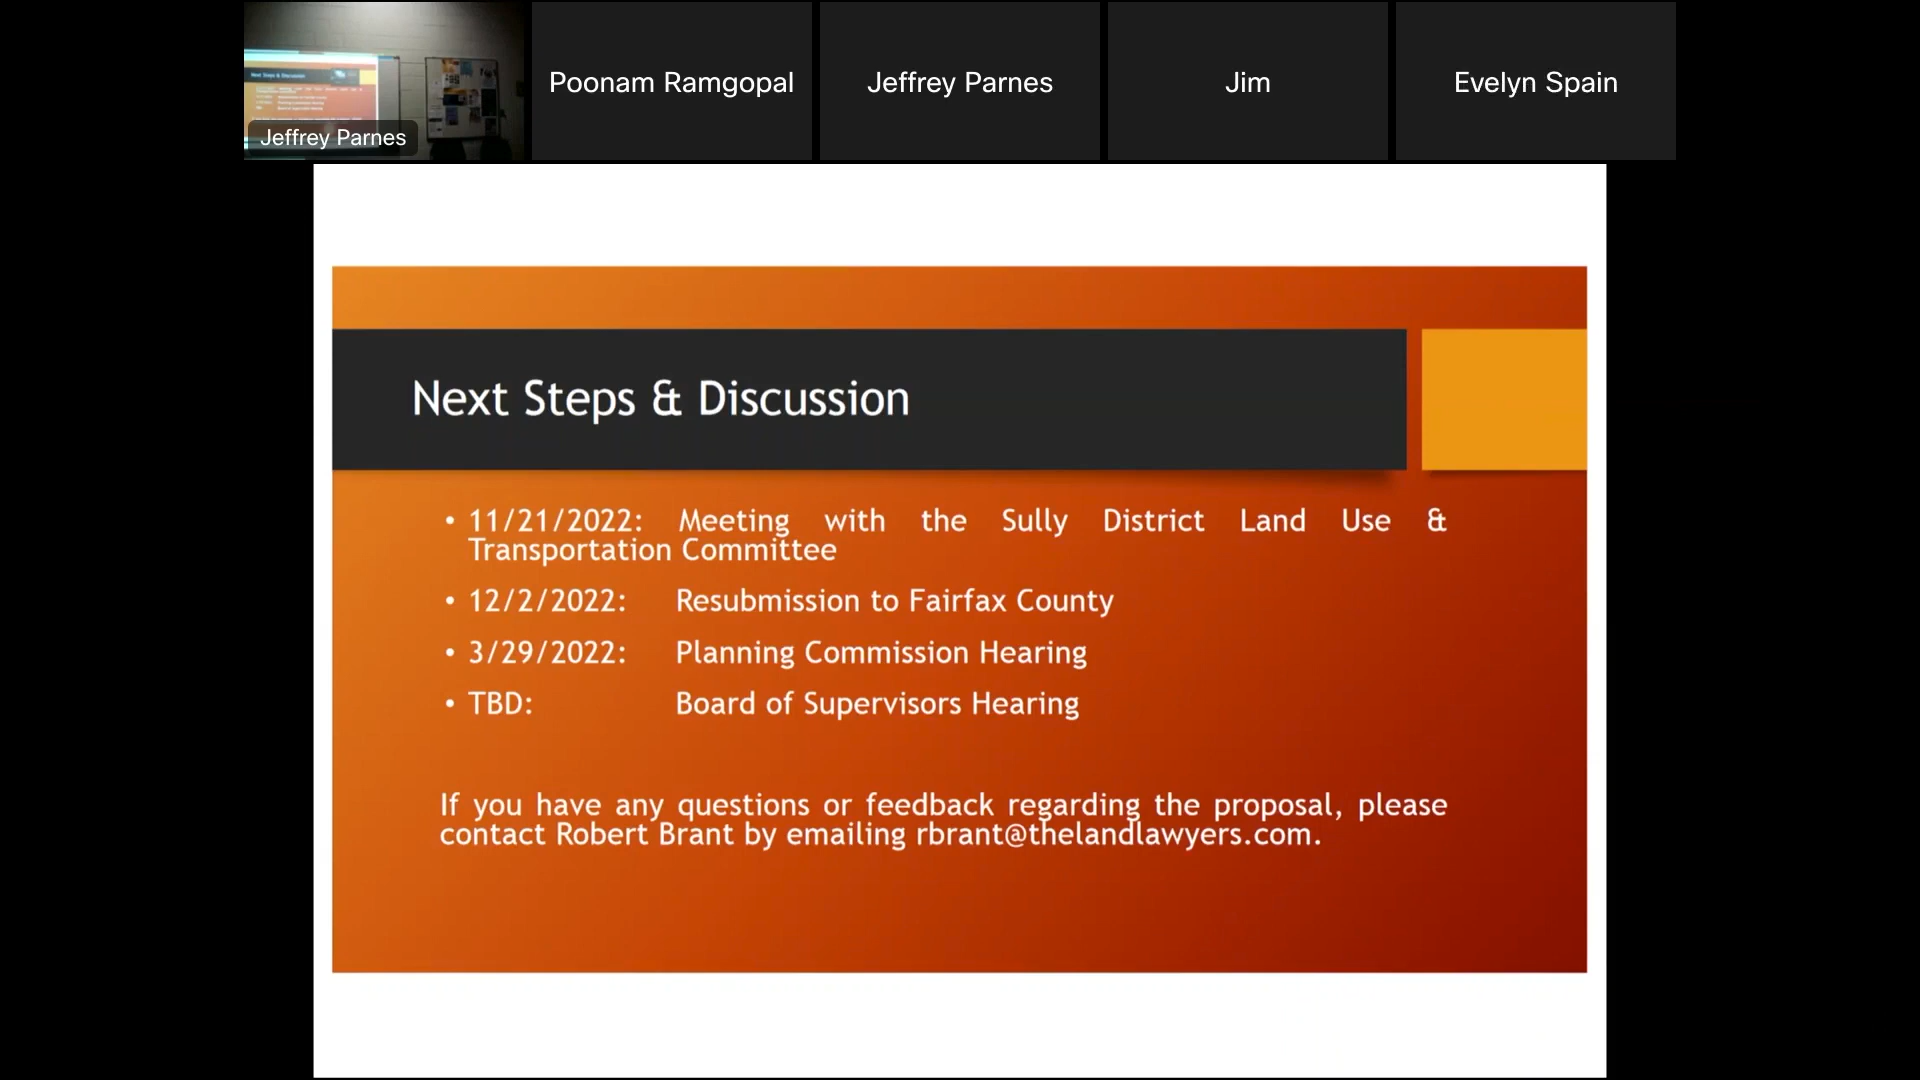 Jeffrey Parnes
Poonam Ramgopal
Jeffrey Parnes
Jim
Evelyn Spain
Next Steps & Discussion
Next Steps & Discussion
• 11/21/2022: Meeting with the Sully District Land Use &
Transportation Committee
• 12/2/2022: Resubmission to Fairfax County
• 3/29/2022: Planning Commission Hearing
• TBD: Board of Supervisors Hearing
If you have any questions or feedback regarding the proposal, please
contact Robert Brant by emailing rbrant@thelandlawyers.com.